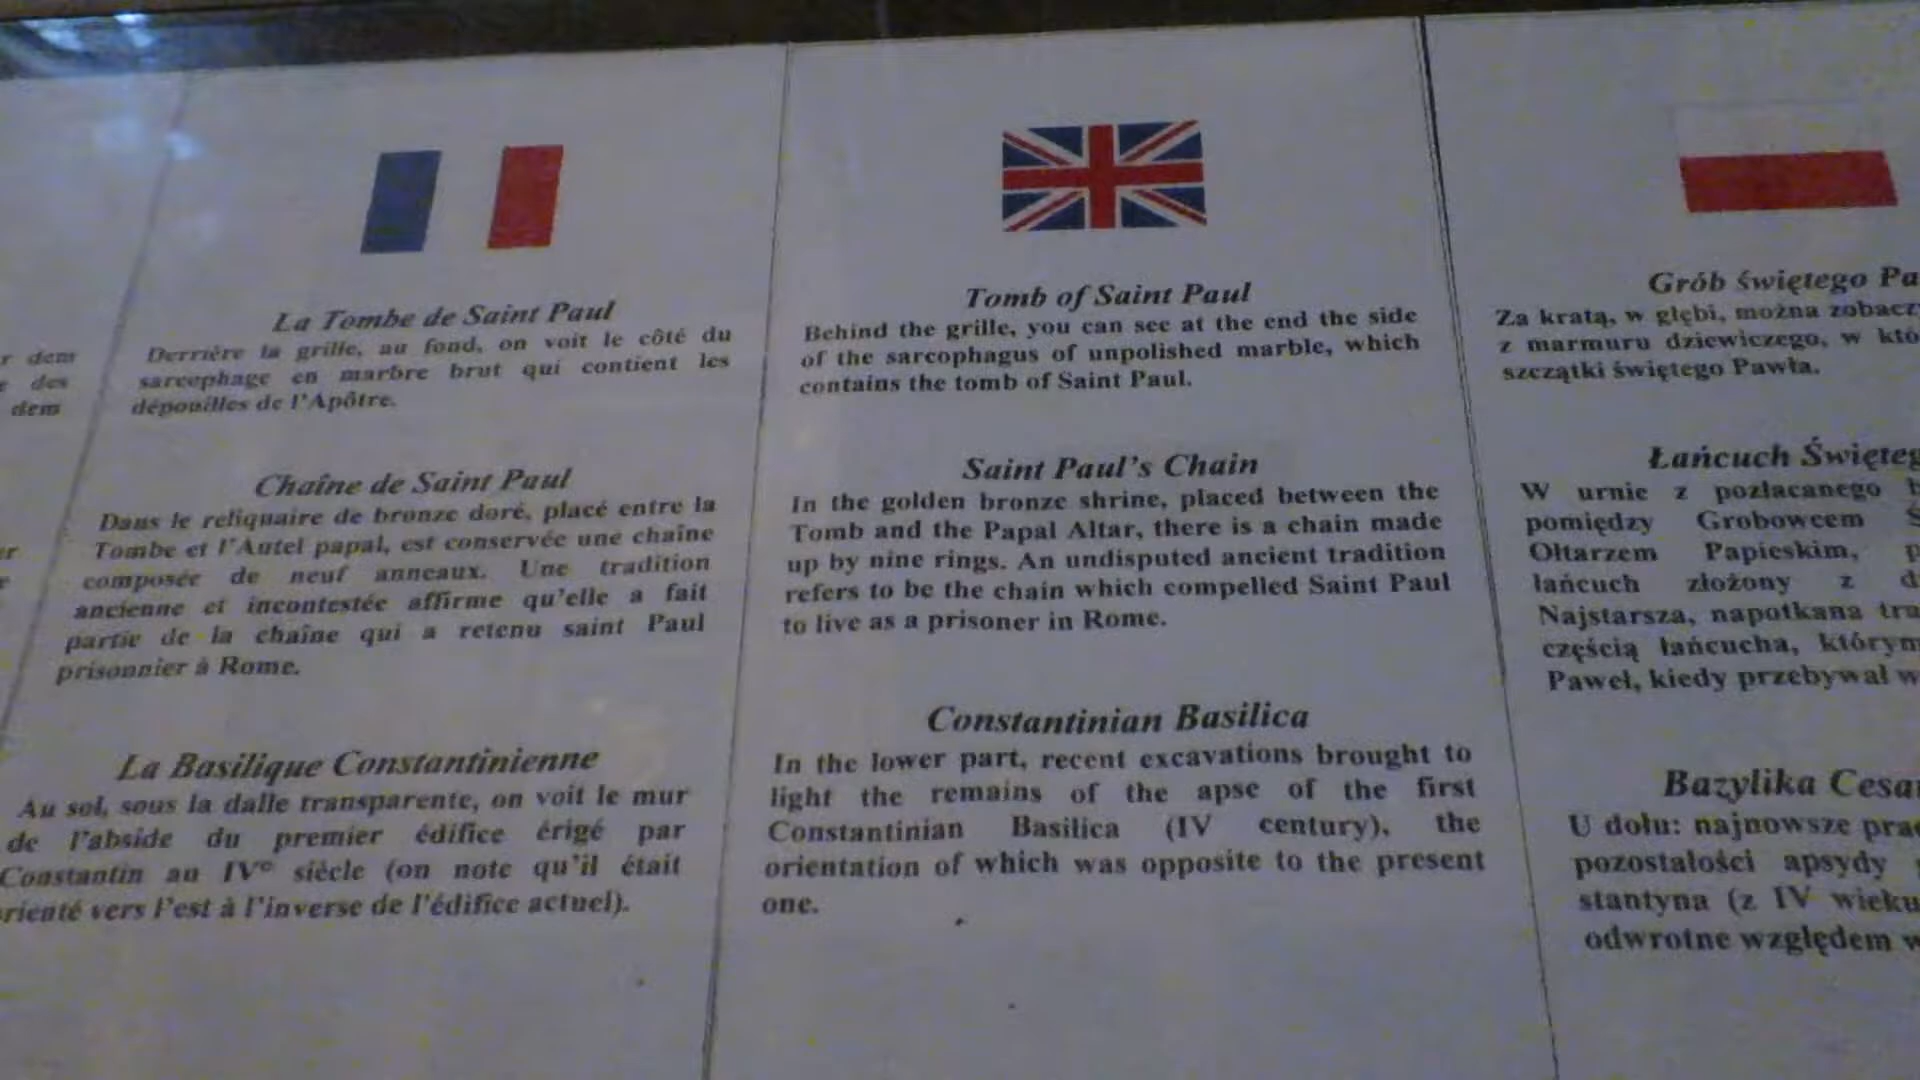 r dem
des
dem
er
La Tombe de Saint Paul
Derrière la grille, au fond, on voit le côté du
sarcophage en marbre brut qui contient les
dépouilles de l'Apôtre.
Chaîne de Saint Paul
Dans le reliquaire de bronze doré, placé entre la
Tombe et l'Autel papal, est conservée une chaîne
composée de neuf anneaux. Une tradition
ancienne et incontestée affirme qu'elle a fait
partie de la chaîne qui a retenu saint Paul
prisonnier à Rome.
La Basilique Constantinienne
Au sol, sous la dalle transparente, on voit le mur
de l'abside du premier édifice érigé par
Constantin au IVe siècle (on note qu'il était
orienté vers l'est à l'inverse de l'édifice actuel).
Tomb of Saint Paul
Behind the grille, you can see at the end the side
of the sarcophagus of unpolished marble, which
contains the tomb of Saint Paul.
Saint Paul's Chain
In the golden bronze shrine, placed between the
Tomb and the Papal Altar, there is a chain made
up by nine rings. An undisputed ancient tradition
refers to be the chain which compelled Saint Paul
to live as a prisoner in Rome.
Constantinian Basilica
In the lower part, recent excavations brought to
light the remains of the apse of the first
Constantinian Basilica (IV century), the
orientation of which was opposite to the present
one.
Grób świętego Pa
Za kratą, w głębi, można zobacz
z marmuru dziewiczego, w któ
szczątki świętego Pawła.
Łańcuch Święteg
W urnie z pozłacanego b
pomiędzy Grobowcem Ś
Ołtarzem Papieskim, p
łańcuch złożony z d
Najstarsza, napotkana tra
częścią łańcucha, którym
Paweł, kiedy przebywał w
Bazylika Cesa
U dołu: najnowsze prac
pozostałości apsydy
stantyna (z IV wieku
odwrotne względem w